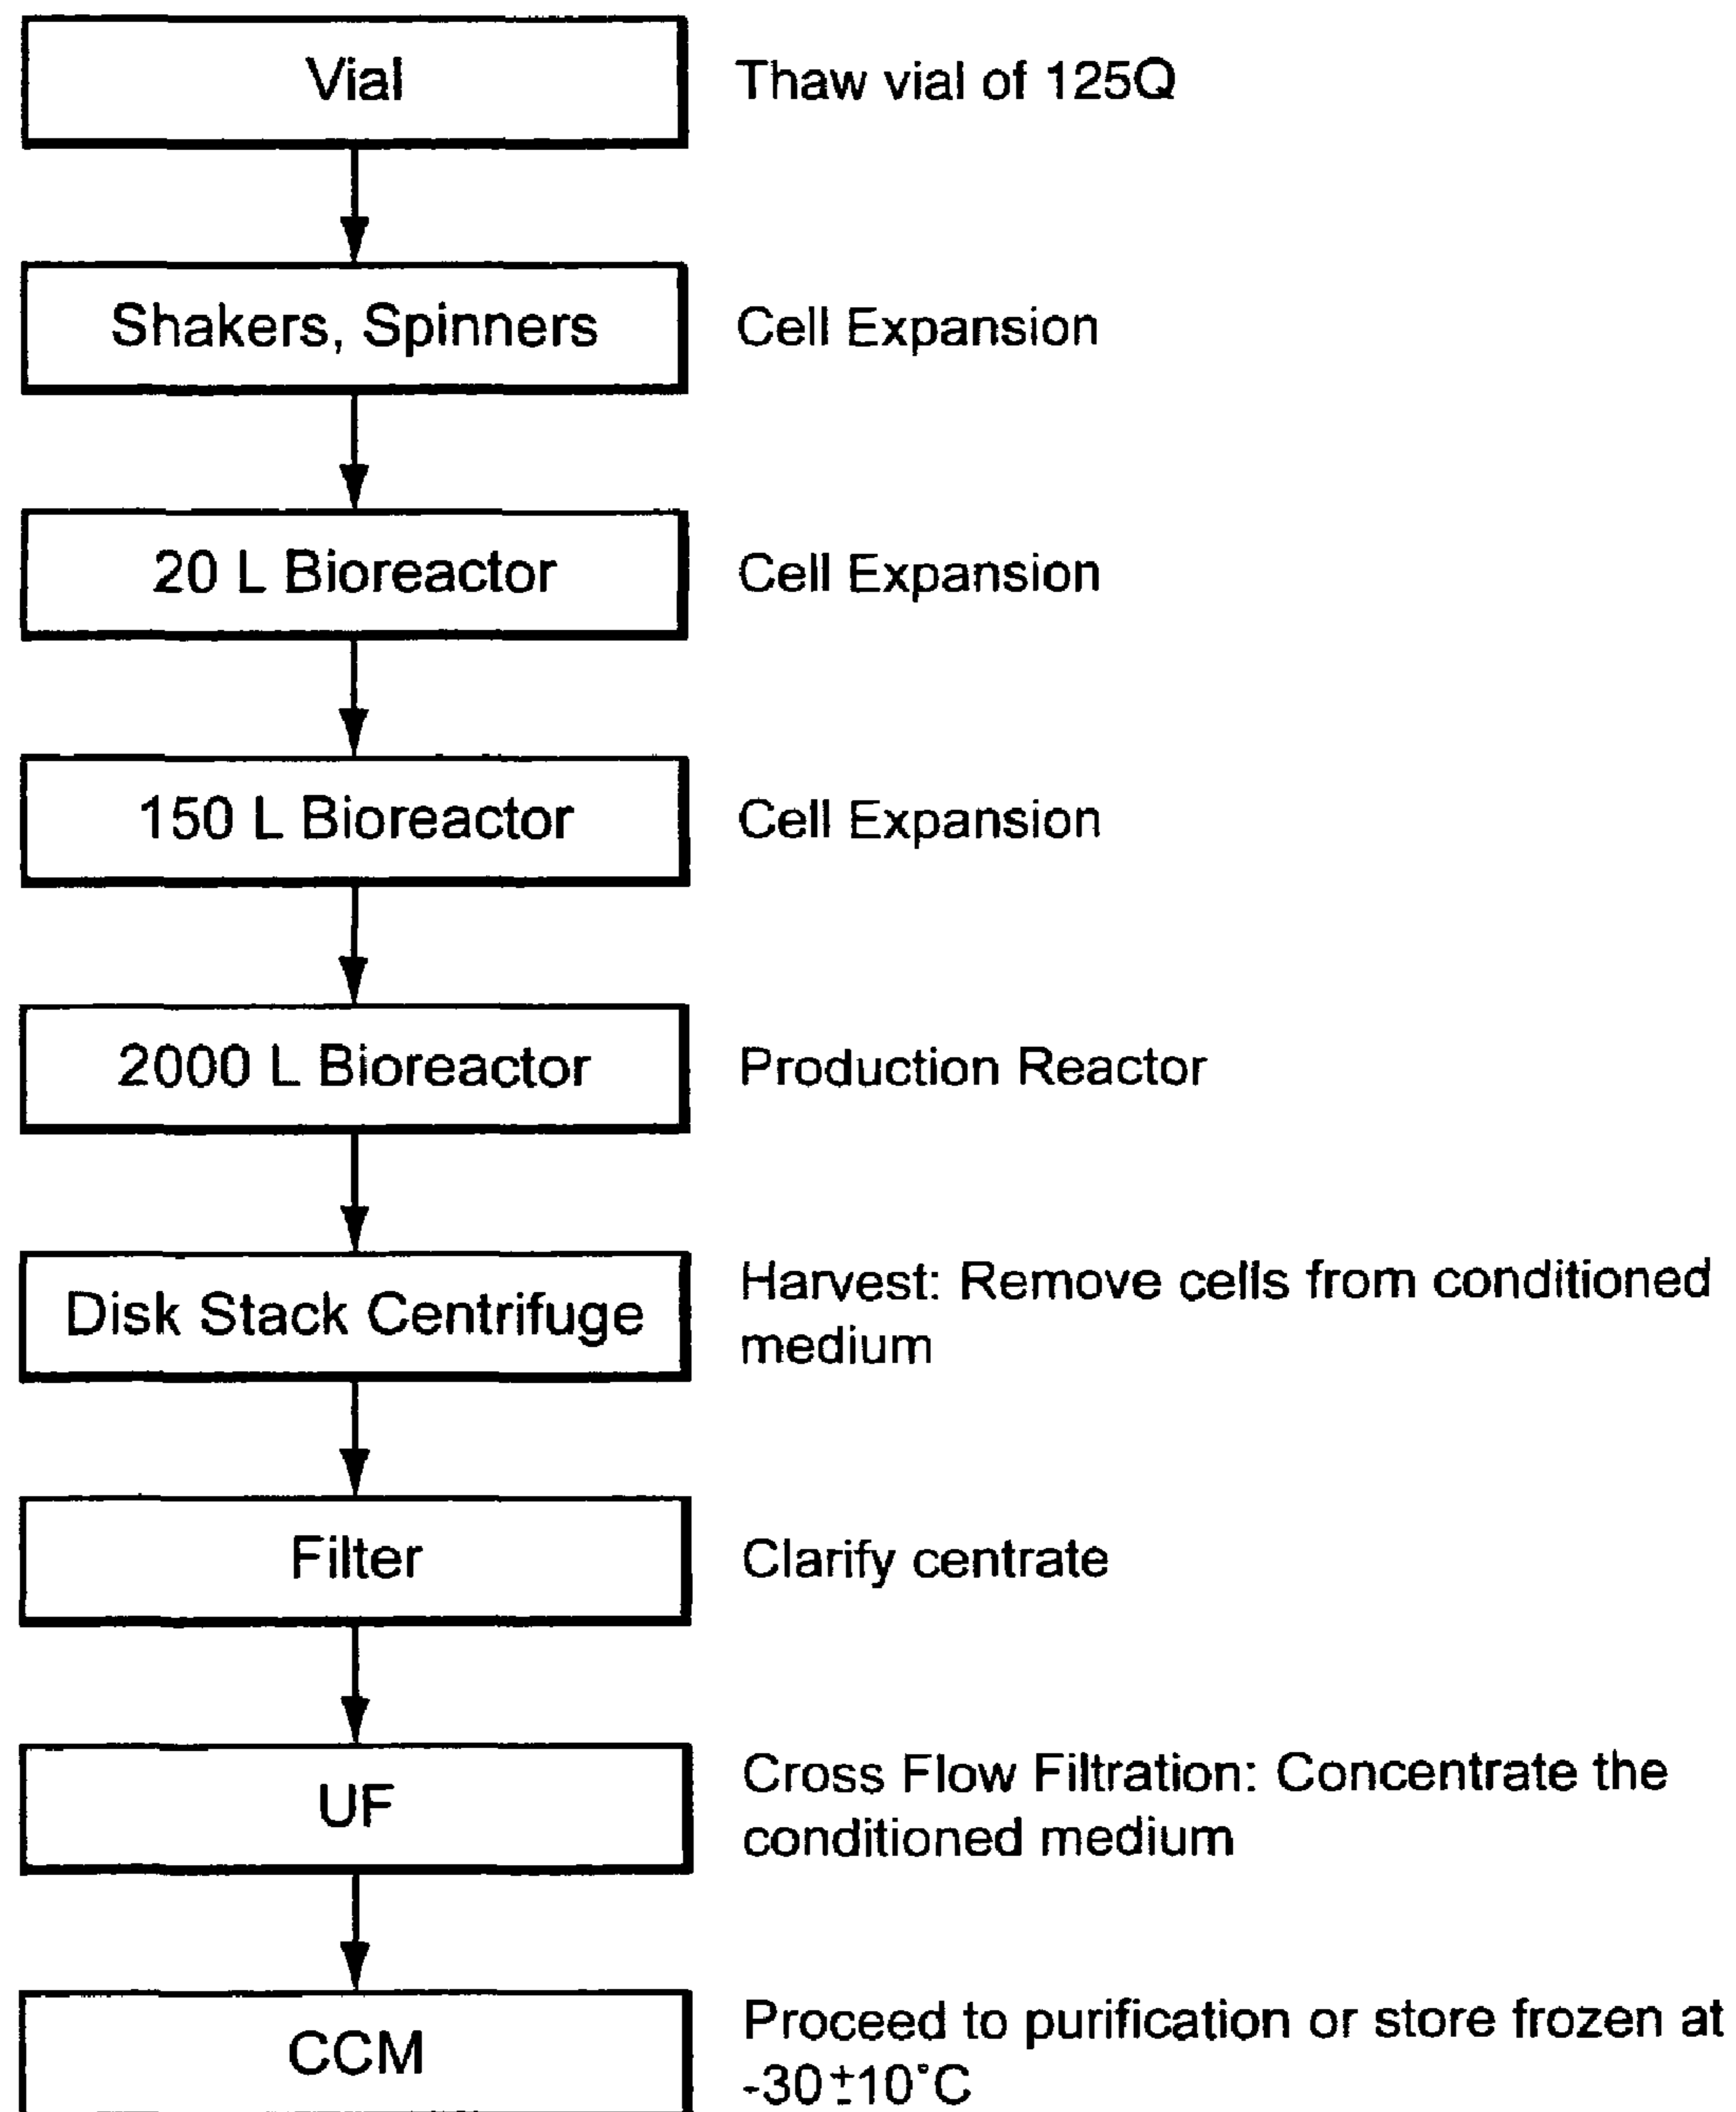 Vial
Thaw vial of 125Q
Shakers, Spinners
Cell Expansion
20 L Bioreactor
Cell Expansion
150 L Bioreactor
Cell Expansion
2000 L Bioreactor
Production Reactor
Disk Stack Centrifuge
Harvest: Remove cells from conditioned
medium
Filter
Clarify centrate
UF
Cross Flow Filtration: Concentrate the
conditioned medium
CCM
Proceed to purification or store frozen at
-30±10°C